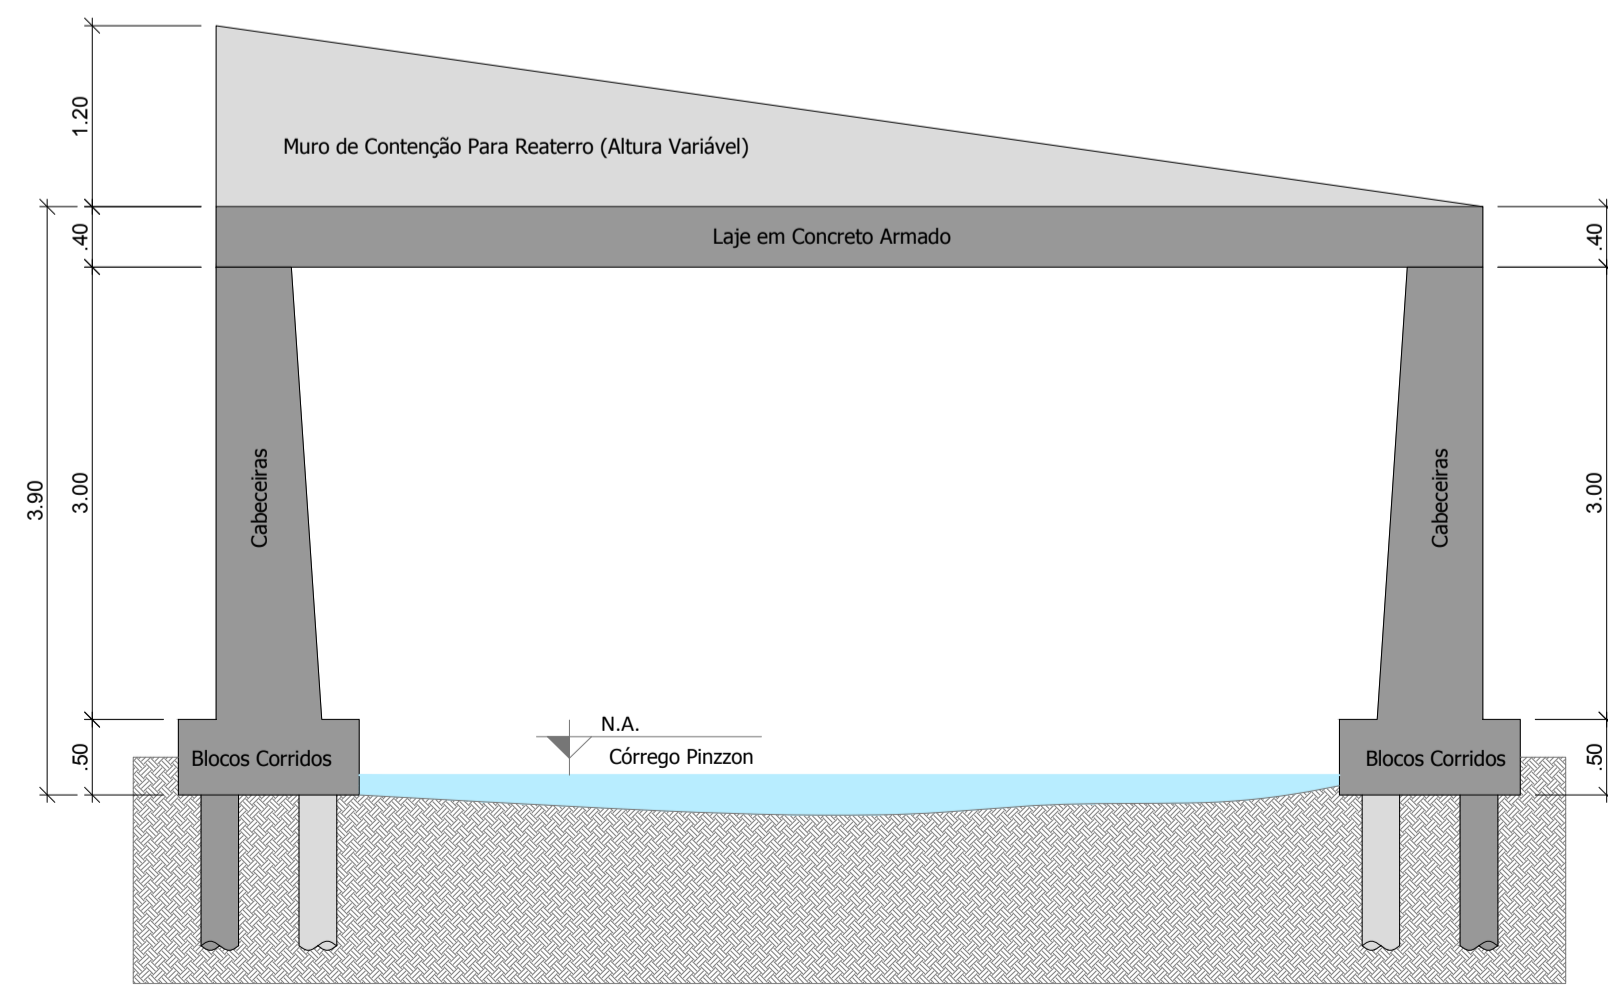 1.20
Muro de Contenção Para Reaterro (Altura Variável)
.40
Laje em Concreto Armado
.40
3.90
3.00
Cabeceiras
Cabeceiras
3.00
N.A.
Córrego Pinzzon
.50
Blocos Corridos
Blocos Corridos
.50